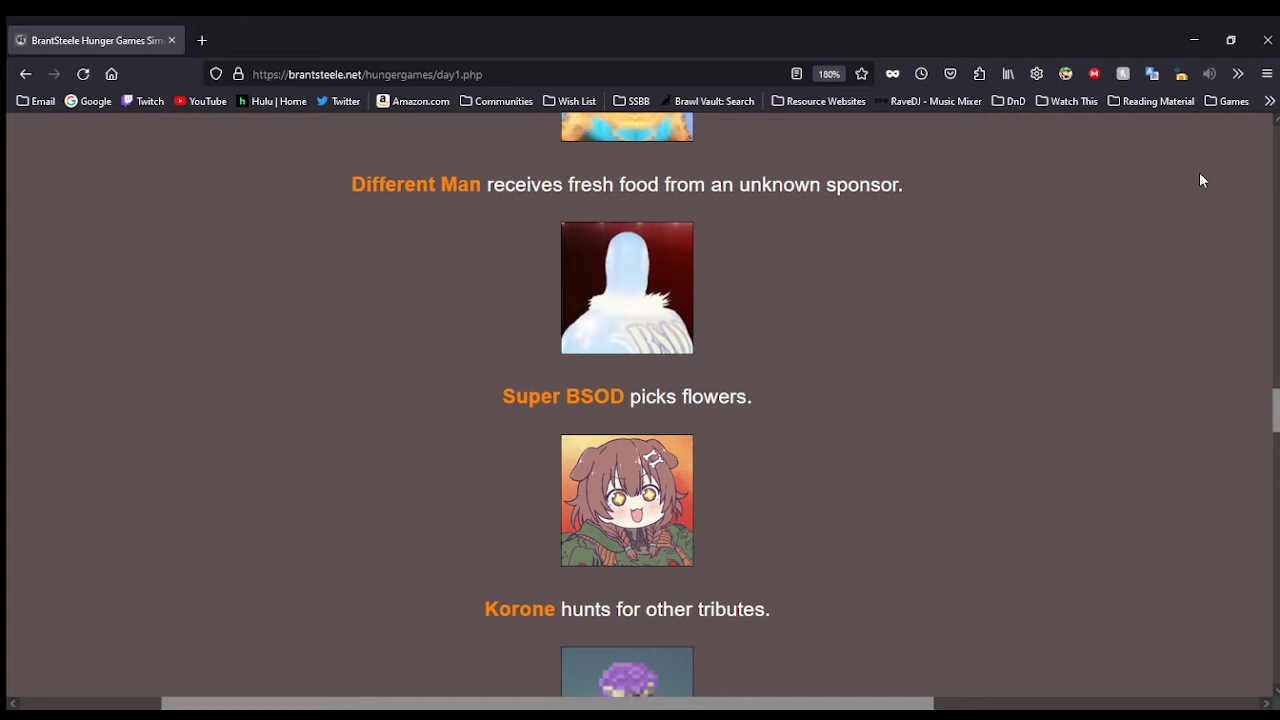 BrantSteele Hunger Games Sim
https://brantsteele.net/hungergames/day1.php
180%
Email Google Twitch YouTube Hulu | Home Twitter Amazon.com Communities Wish List SSBB Brawl Vault: Search Resource Websites RaveDJ - Music Mixer DnD Watch This Reading Material Games
Different Man receives fresh food from an unknown sponsor.
BSOD
Super BSOD picks flowers.
Korone hunts for other tributes.